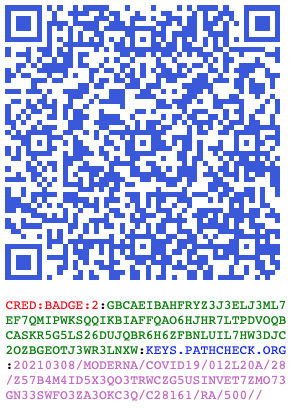 CRED:BADGE:2:GBCAEIBAHFRYZ3J3ELJ3ML7
EF7QMIPWKSQQIKBIAFFQAO6HJHR7LTPDVOQB
CASKR5G5LS26DUJQBR6H6ZFBNLUIL7HW3DJC
2OZBGEOTJ3WR3LNXW:KEYS.PATHCHECK.ORG
:20210308/MODERNA/COVID19/012L20A/28
/Z57B4M4ID5X3QO3TRWCZG5USINVET7ZMO73
GN33SWFO3ZA3OKC3Q/C28161/RA/500//